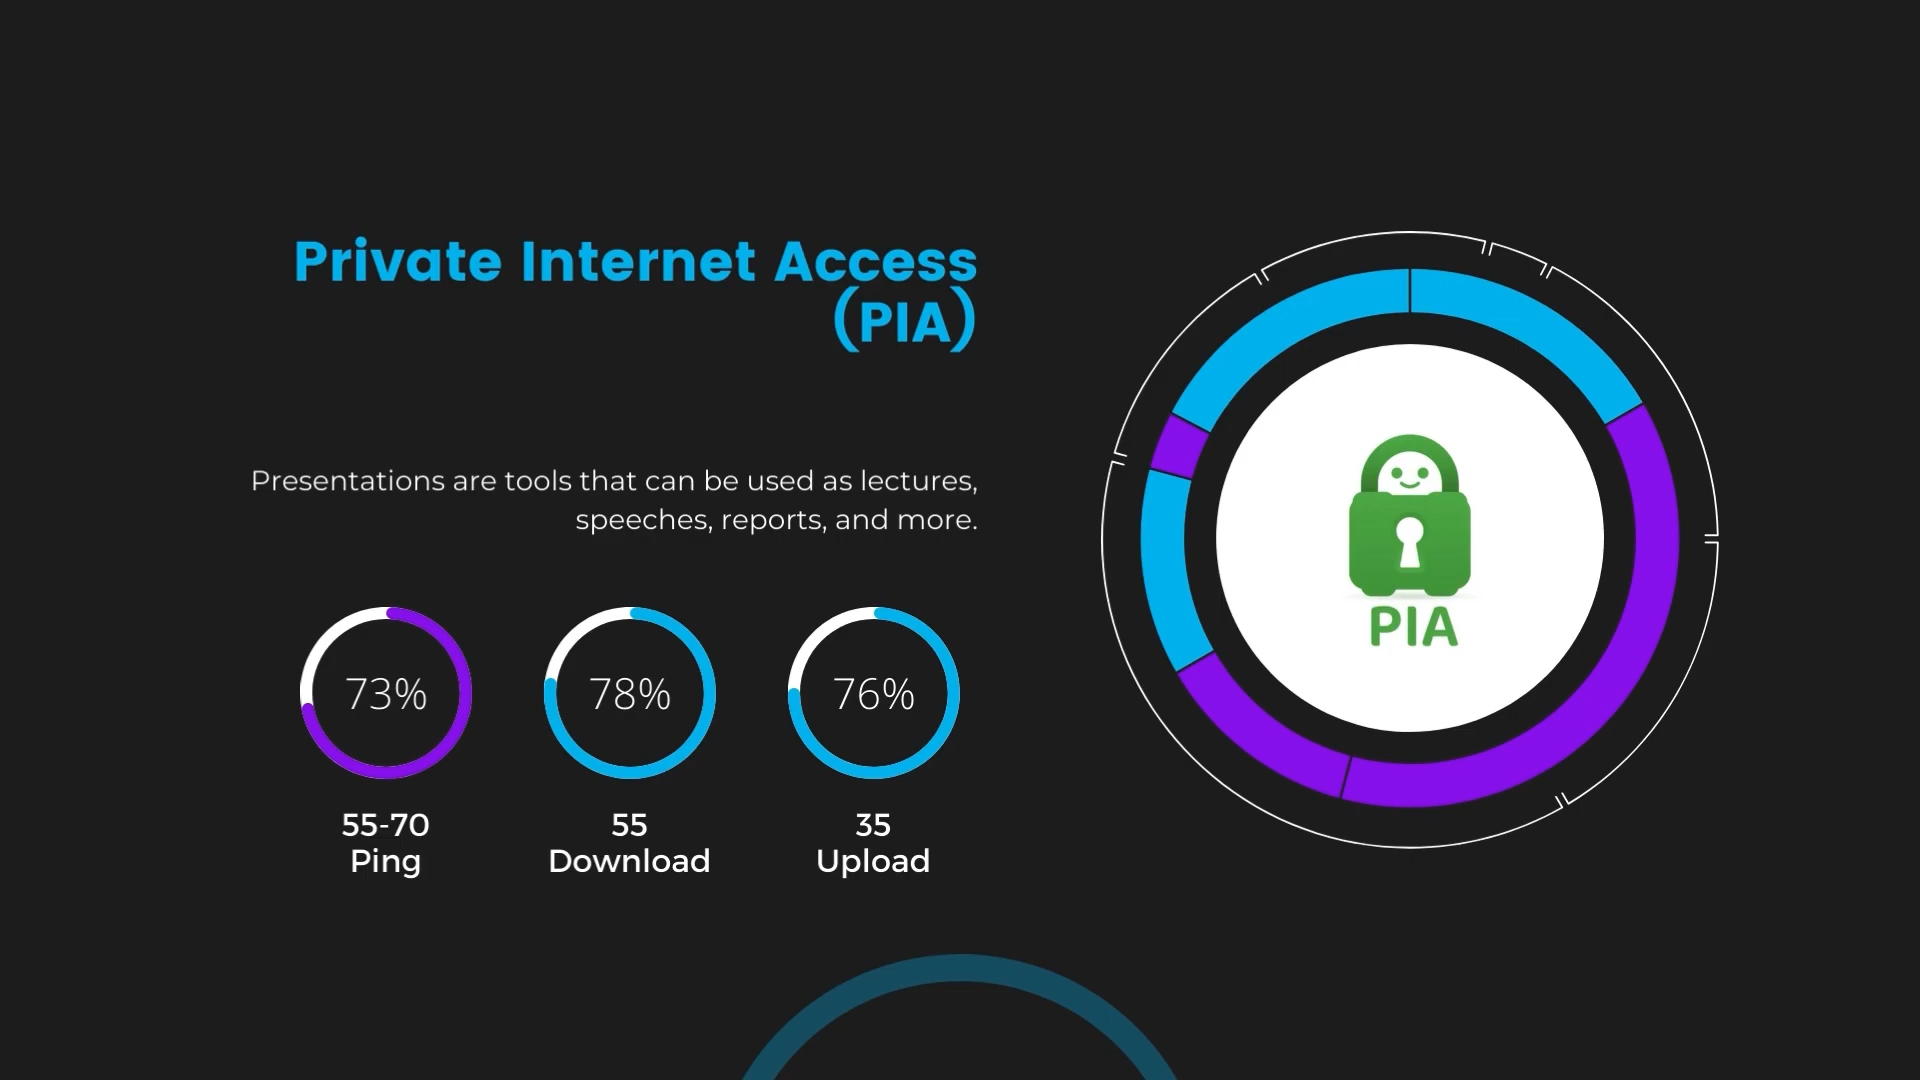 Private Internet Access
(PIA)
Presentations are tools that can be used as lectures,
speeches, reports, and more.
73%
78%
76%
55-70
Ping
55
Download
35
Upload
PIA